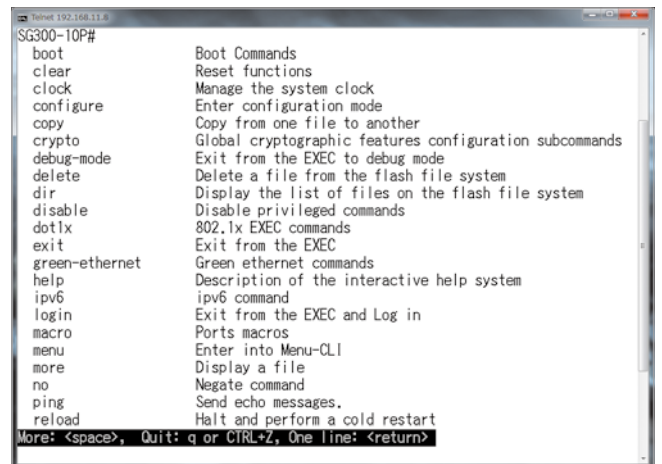 Telnet 192.168.11.8
SG300-10P#
boot Boot Commands
clear Reset functions
clock Manage the system clock
configure Enter configuration mode
copy Copy from one file to another
crypto Global cryptographic features configuration subcommands
debug-mode Exit from the EXEC to debug mode
delete Delete a file from the flash file system
dir Display the list of files on the flash file system
disable Disable privileged commands
dot1x 802.1x EXEC commands
exit Exit from the EXEC
green-ethernet Green ethernet commands
help Description of the interactive help system
ipv6 ipv6 command
login Exit from the EXEC and Log in
macro Ports macros
menu Enter into Menu-CLI
more Display a file
no Negate command
ping Send echo messages.
reload Halt and perform a cold restart
More: <space>, Quit: q or CTRL+Z, One line: <return>